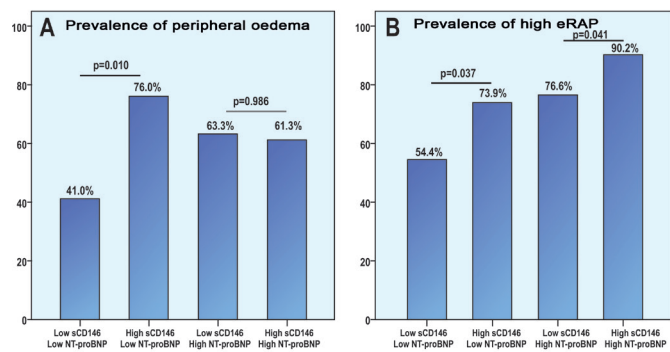 A Prevalence of peripheral oedema
100
80
60
40
20
0
p=0.010
76.0%
p=0.986
63.3%
61.3%
41.0%
Low sCD146 High sCD146 Low sCD146 High sCD146
Low NT-proBNP Low NT-proBNP High NT-proBNP High NT-proBNP
B Prevalence of high eRAP
100
80
60
40
20
0
p=0.041
90.2%
p=0.037
73.9%
76.6%
54.4%
Low sCD146 High sCD146 Low sCD146 High sCD146
Low NT-proBNP Low NT-proBNP High NT-proBNP High NT-proBNP